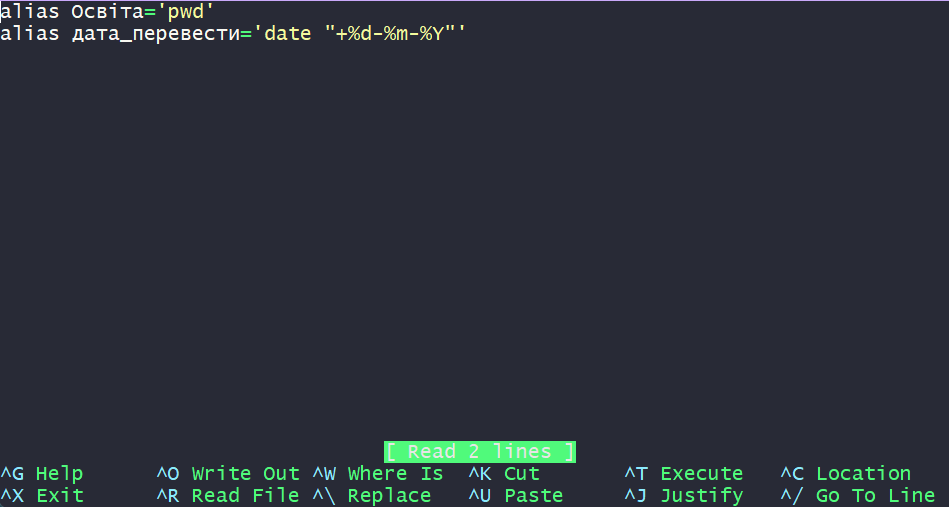 alias Освіта='pwd'
alias дата_перевести='date "+%d-%m-%Y"'
[ Read 2 lines ]
^G Help ^O Write Out ^W Where Is ^K Cut ^T Execute ^C Location
^X Exit ^R Read File ^\ Replace ^U Paste ^J Justify ^/ Go To Line